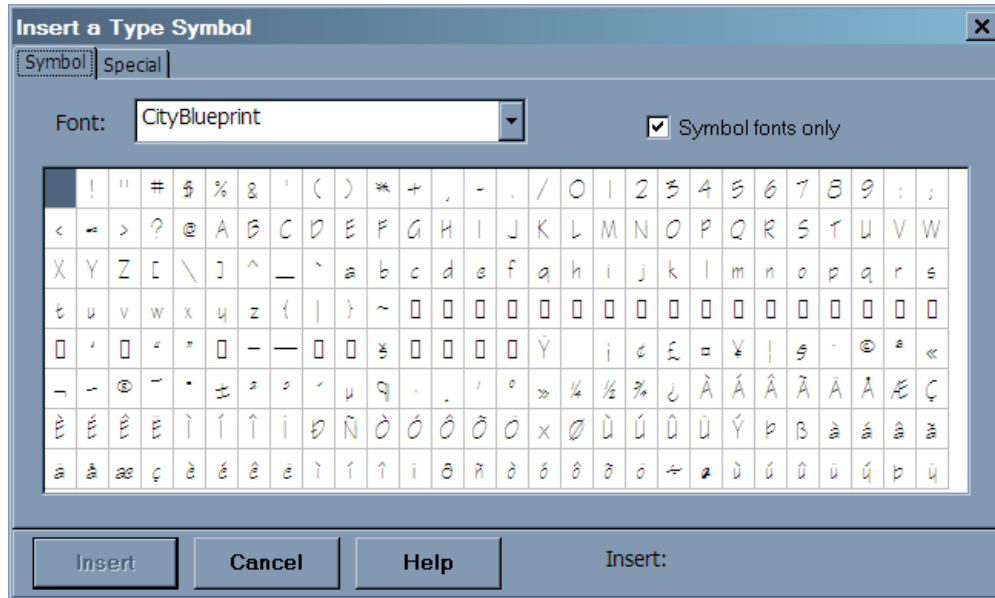 Insert a Type Symbol
Symbol Special
Font: CityBlueprint Symbol fonts only
! " # $ % & ' ( ) * + , - . / 0 1 2 3 4 5 6 7 8 9 : ;
< = > ? @ A B C D E F G H I J K L M N O P Q R S T U V W
X Y Z [ \ ] ^ _ ` a b c d e f g h i j k l m n o p q r s
t u v w x y z { | } ~
‘ “ ” – — Ÿ ¡ ¢ £ ¤ ¥ ¦ § ¨ © ª «
¬ - ® ¯ ° ± ² ³ ´ µ ¶ · ¸ ¹ º » ¼ ½ ¾ ¿ À Á Â Ã Ä Å Æ Ç
È É Ê Ë Ì Í Î Ï Ð Ñ Ò Ó Ô Õ Ö × Ø Ù Ú Û Ü Ý Þ ß à á â ã
ä å æ ç è é ê ë ì í î ï ð ñ ò ó ô õ ö ÷ ø ù ú û ü ý þ ÿ
Insert Cancel Help Insert: